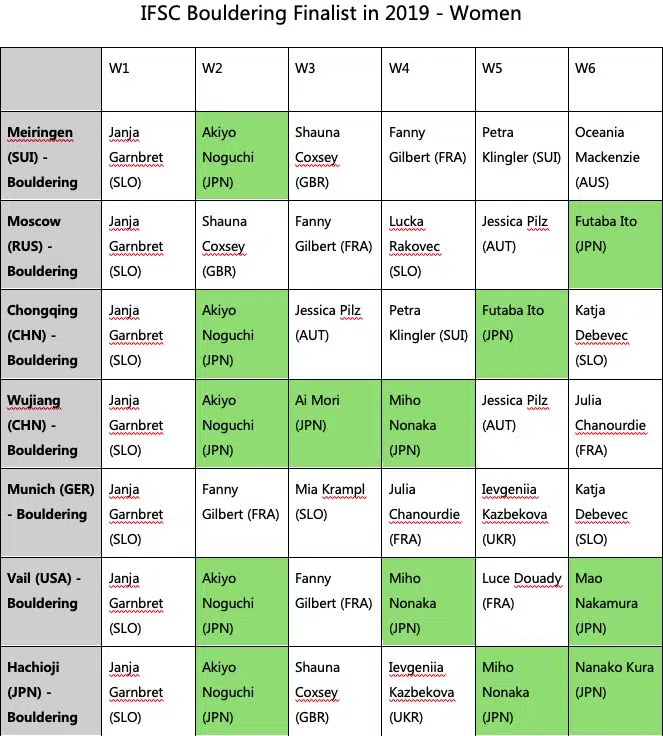 IFSC Bouldering Finalist in 2019 - Women
W1 W2 W3 W4 W5 W6
Meiringen Janja Akiyo Shauna Fanny Petra Oceania
(SUI) - Garnbret Noguchi Coxsey Gilbert (FRA) Klingler (SUI) Mackenzie
Bouldering (SLO) (JPN) (GBR) (AUS)
Moscow Janja Shauna Fanny Lucka Jessica Pilz Futaba Ito
(RUS) - Garnbret Coxsey Gilbert (FRA) Rakovec (AUT) (JPN)
Bouldering (SLO) (GBR) (SLO)
Chongqing Janja Akiyo Jessica Pilz Petra Futaba Ito Katja
(CHN) - Garnbret Noguchi (AUT) Klingler (SUI) (JPN) Debevec
Bouldering (SLO) (JPN) (SLO)
Wujiang Janja Akiyo Ai Mori Miho Jessica Pilz Julia
(CHN) - Garnbret Noguchi (JPN) Nonaka (AUT) Chanourdie
Bouldering (SLO) (JPN) (JPN) (FRA)
Munich (GER) Janja Fanny Mia Krampl Julia Ievgeniia Katja
- Bouldering Garnbret Gilbert (FRA) (SLO) Chanourdie Kazbekova Debevec
(SLO) (FRA) (UKR) (SLO)
Vail (USA) - Janja Akiyo Fanny Miho Luce Douady Mao
Bouldering Garnbret Noguchi Gilbert (FRA) Nonaka (FRA) Nakamura
(SLO) (JPN) (JPN) (JPN)
Hachioji Janja Akiyo Shauna Ievgeniia Miho Nanako Kura
(JPN) - Garnbret Noguchi Coxsey Kazbekova Nonaka (JPN)
Bouldering (SLO) (JPN) (GBR) (UKR) (JPN)